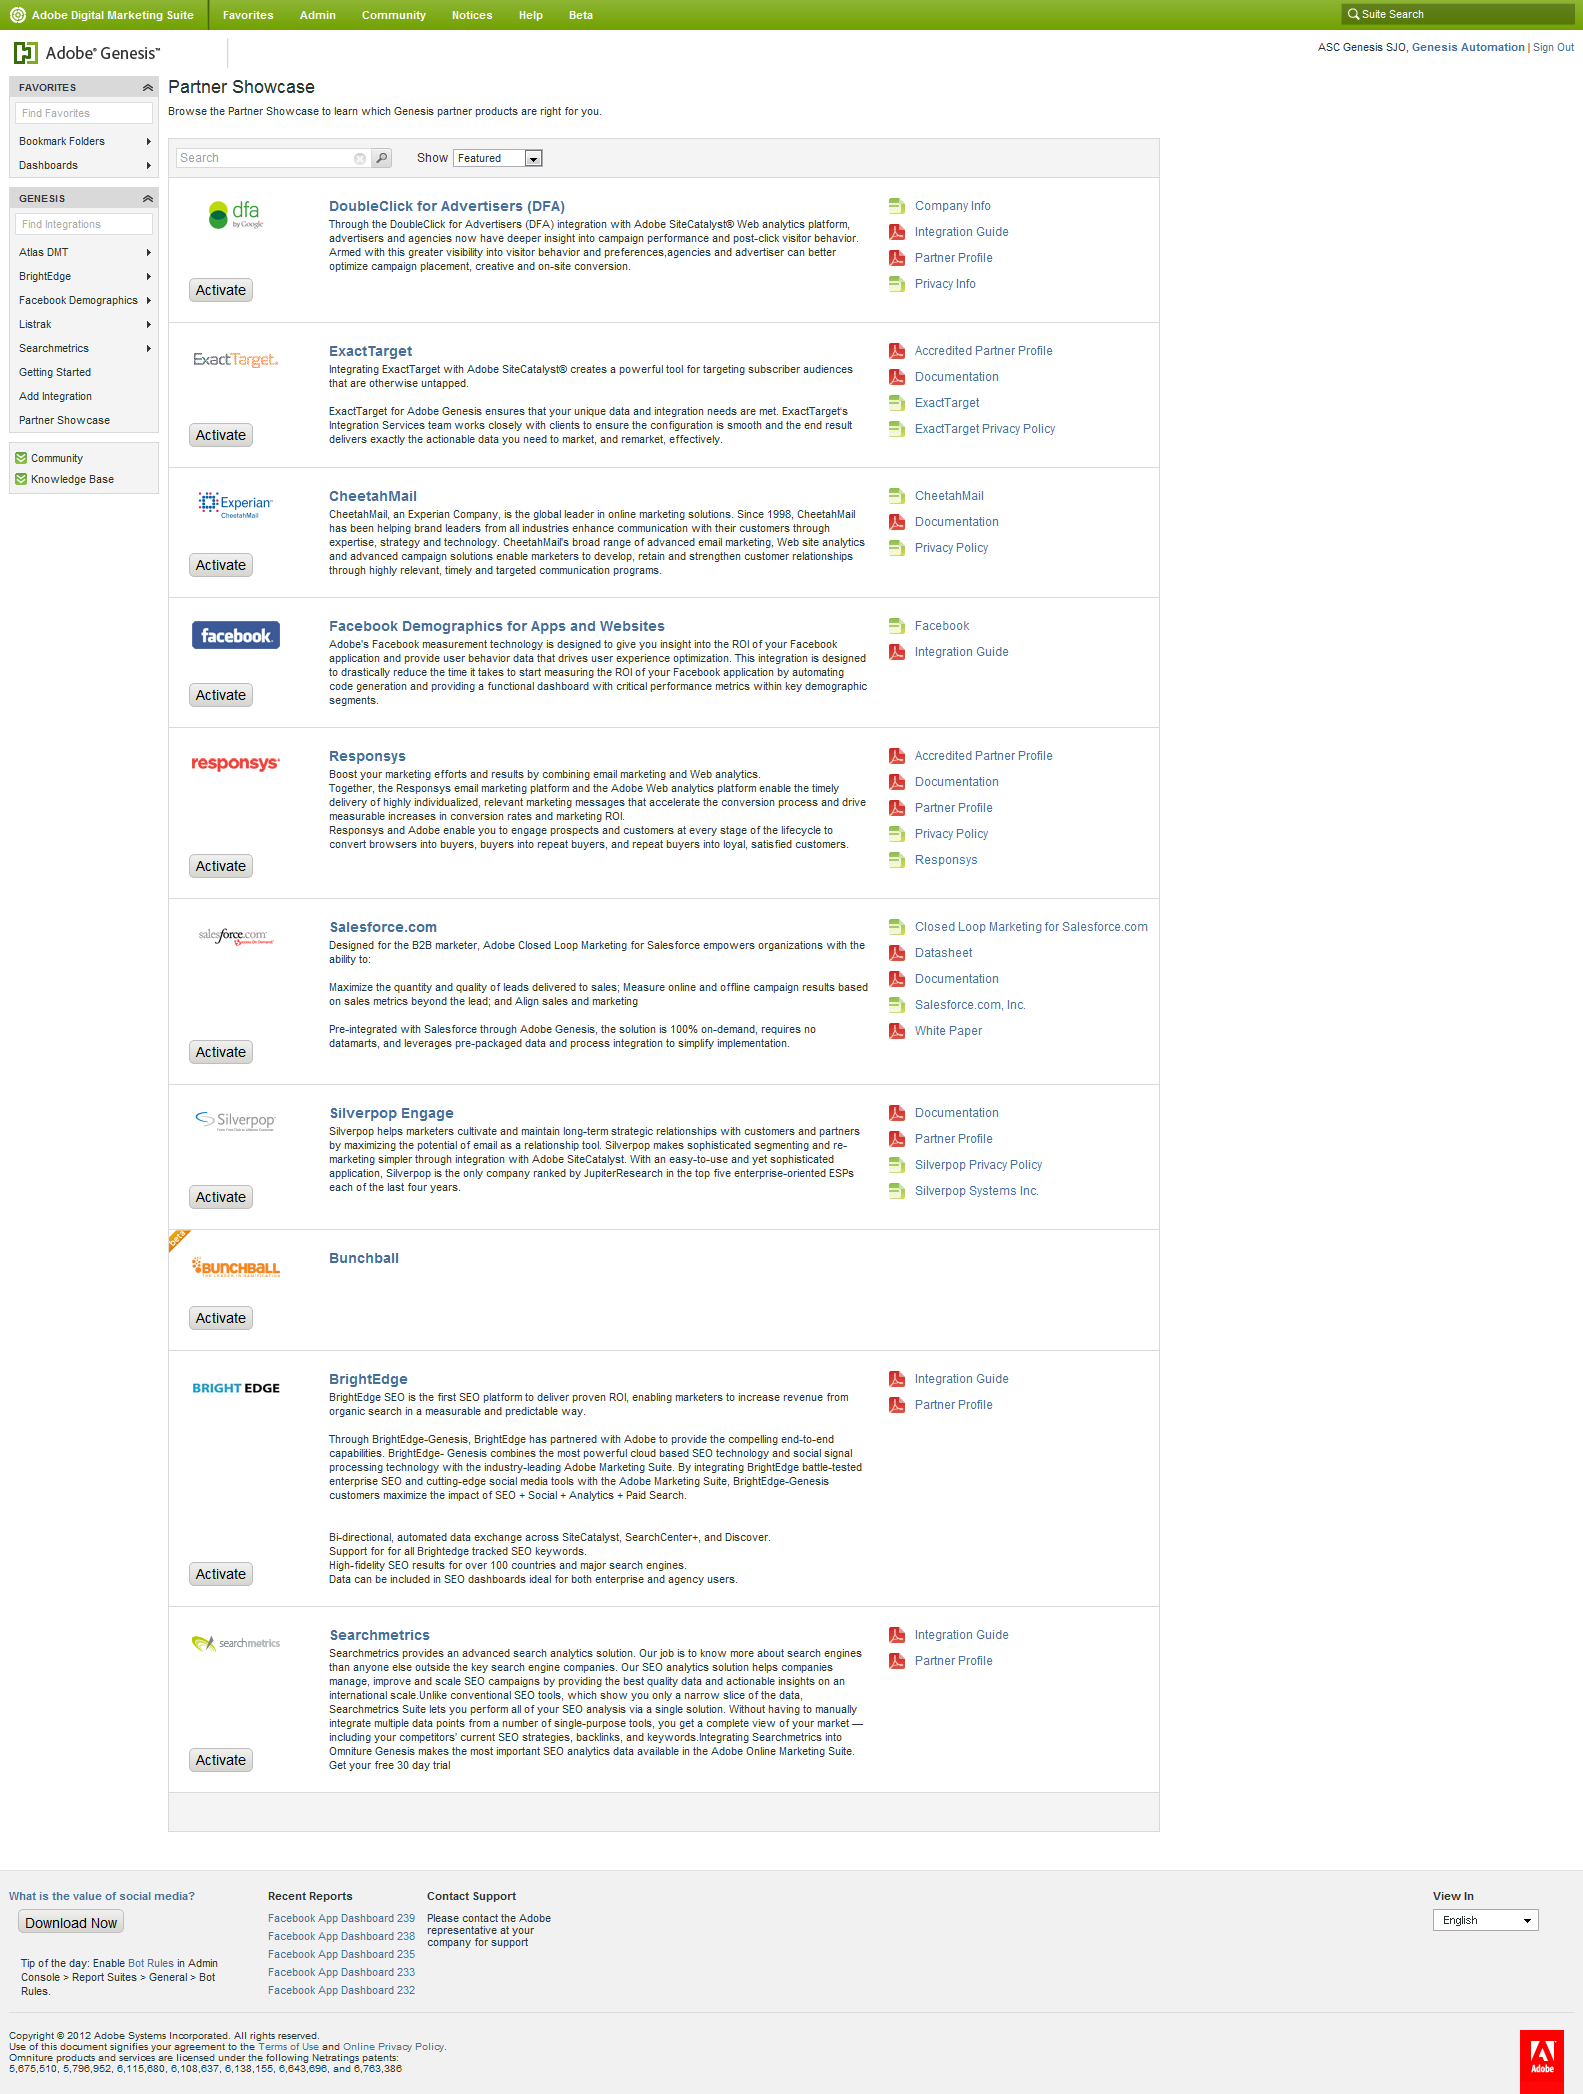 Adobe Digital Marketing Suite
Favorites
Admin
Community
Notices
Help
Beta
Suite Search
Adobe® Genesis™
ASC Genesis SJO, Genesis Automation | Sign Out
FAVORITES
Find Favorites
Bookmark Folders
Dashboards
GENESIS
Find Integrations
Atlas DMT
BrightEdge
Facebook Demographics
Listrak
Searchmetrics
Getting Started
Add Integration
Partner Showcase
Community
Knowledge Base
Partner Showcase
Browse the Partner Showcase to learn which Genesis partner products are right for you.
Search
Show
Featured
dfa
by Google
Activate
DoubleClick for Advertisers (DFA)
Through the DoubleClick for Advertisers (DFA) integration with Adobe SiteCatalyst® Web analytics platform,
advertisers and agencies now have deeper insight into campaign performance and post-click visitor behavior.
Armed with this greater visibility into visitor behavior and preferences,agencies and advertiser can better
optimize campaign placement, creative and on-site conversion.
Company Info
Integration Guide
Partner Profile
Privacy Info
ExactTarget.
Activate
ExactTarget
Integrating ExactTarget with Adobe SiteCatalyst® creates a powerful tool for targeting subscriber audiences
that are otherwise untapped.
ExactTarget for Adobe Genesis ensures that your unique data and integration needs are met. ExactTarget's
Integration Services team works closely with clients to ensure the configuration is smooth and the end result
delivers exactly the actionable data you need to market, and remarket, effectively.
Accredited Partner Profile
Documentation
ExactTarget
ExactTarget Privacy Policy
Experian™
CheetahMail
Activate
CheetahMail
CheetahMail, an Experian Company, is the global leader in online marketing solutions. Since 1998, CheetahMail
has been helping brand leaders from all industries enhance communication with their customers through
expertise, strategy and technology. CheetahMail's broad range of advanced email marketing, Web site analytics
and advanced campaign solutions enable marketers to develop, retain and strengthen customer relationships
through highly relevant, timely and targeted communication programs.
CheetahMail
Documentation
Privacy Policy
facebook.
Activate
Facebook Demographics for Apps and Websites
Adobe's Facebook measurement technology is designed to give you insight into the ROI of your Facebook
application and provide user behavior data that drives user experience optimization. This integration is designed
to drastically reduce the time it takes to start measuring the ROI of your Facebook application by automating
code generation and providing a functional dashboard with critical performance metrics within key demographic
segments.
Facebook
Integration Guide
responsys
Activate
Responsys
Boost your marketing efforts and results by combining email marketing and Web analytics.
Together, the Responsys email marketing platform and the Adobe Web analytics platform enable the timely
delivery of highly individualized, relevant marketing messages that accelerate the conversion process and drive
measurable increases in conversion rates and marketing ROI.
Responsys and Adobe enable you to engage prospects and customers at every stage of the lifecycle to
convert browsers into buyers, buyers into repeat buyers, and repeat buyers into loyal, satisfied customers.
Accredited Partner Profile
Documentation
Partner Profile
Privacy Policy
Responsys
salesforce.com
Success On Demand
Activate
Salesforce.com
Designed for the B2B marketer, Adobe Closed Loop Marketing for Salesforce empowers organizations with the
ability to:
Maximize the quantity and quality of leads delivered to sales; Measure online and offline campaign results based
on sales metrics beyond the lead; and Align sales and marketing
Pre-integrated with Salesforce through Adobe Genesis, the solution is 100% on-demand, requires no
datamarts, and leverages pre-packaged data and process integration to simplify implementation.
Closed Loop Marketing for Salesforce.com
Datasheet
Documentation
Salesforce.com, Inc.
White Paper
Silverpop
Activate
Silverpop Engage
Silverpop helps marketers cultivate and maintain long-term strategic relationships with customers and partners
by maximizing the potential of email as a relationship tool. Silverpop makes sophisticated segmenting and re-
marketing simpler through integration with Adobe SiteCatalyst. With an easy-to-use and yet sophisticated
application, Silverpop is the only company ranked by JupiterResearch in the top five enterprise-oriented ESPs
each of the last four years.
Documentation
Partner Profile
Silverpop Privacy Policy
Silverpop Systems Inc.
beta
BUNCHBALL
THE LEADER IN GAMIFICATION
Activate
Bunchball
BRIGHT EDGE
Activate
BrightEdge
BrightEdge SEO is the first SEO platform to deliver proven ROI, enabling marketers to increase revenue from
organic search in a measurable and predictable way.
Through BrightEdge-Genesis, BrightEdge has partnered with Adobe to provide the compelling end-to-end
capabilities. BrightEdge- Genesis combines the most powerful cloud based SEO technology and social signal
processing technology with the industry-leading Adobe Marketing Suite. By integrating BrightEdge battle-tested
enterprise SEO and cutting-edge social media tools with the Adobe Marketing Suite, BrightEdge-Genesis
customers maximize the impact of SEO + Social + Analytics + Paid Search.
Bi-directional, automated data exchange across SiteCatalyst, SearchCenter+, and Discover.
Support for for all Brightedge tracked SEO keywords.
High-fidelity SEO results for over 100 countries and major search engines.
Data can be included in SEO dashboards ideal for both enterprise and agency users.
Integration Guide
Partner Profile
searchmetrics
Activate
Searchmetrics
Searchmetrics provides an advanced search analytics solution. Our job is to know more about search engines
than anyone else outside the key search engine companies. Our SEO analytics solution helps companies
manage, improve and scale SEO campaigns by providing the best quality data and actionable insights on an
international scale.Unlike conventional SEO tools, which show you only a narrow slice of the data,
Searchmetrics Suite lets you perform all of your SEO analysis via a single solution. Without having to manually
integrate multiple data points from a number of single-purpose tools, you get a complete view of your market —
including your competitors' current SEO strategies, backlinks, and keywords.Integrating Searchmetrics into
Omniture Genesis makes the most important SEO analytics data available in the Adobe Online Marketing Suite.
Get your free 30 day trial
Integration Guide
Partner Profile
What is the value of social media?
Download Now
Tip of the day: Enable Bot Rules in Admin
Console > Report Suites > General > Bot
Rules.
Recent Reports
Facebook App Dashboard 239
Facebook App Dashboard 238
Facebook App Dashboard 235
Facebook App Dashboard 233
Facebook App Dashboard 232
Contact Support
Please contact the Adobe
representative at your
company for support
View In
English
Copyright © 2012 Adobe Systems Incorporated. All rights reserved.
Use of this document signifies your agreement to the Terms of Use and Online Privacy Policy.
Omniture products and services are licensed under the following Netratings patents:
5,675,510, 5,796,952, 6,115,680, 6,108,637, 6,138,155, 6,643,696, and 6,763,386
Adobe